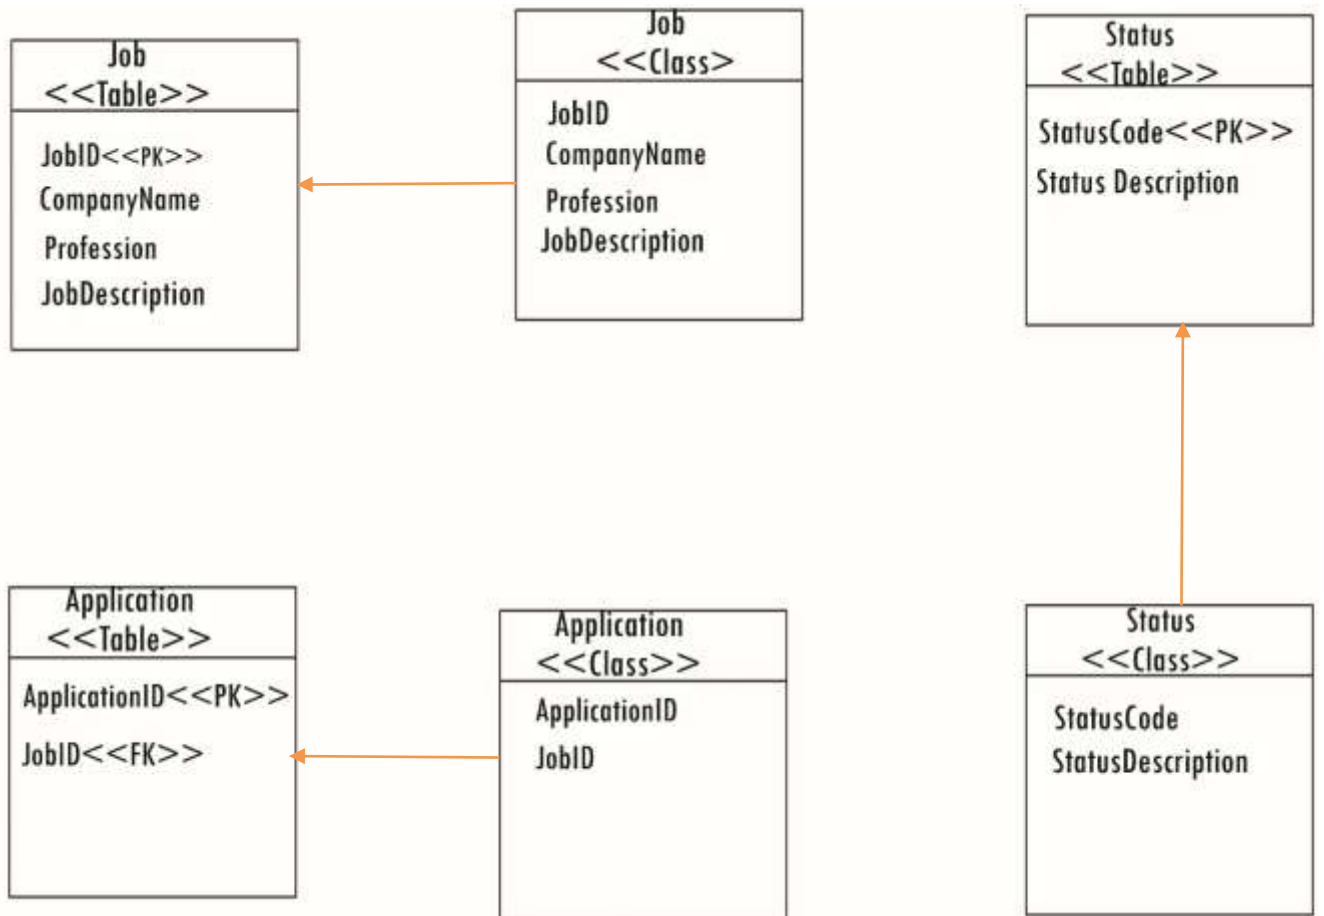 Job
<<Table>>
JobID<<PK>>
CompanyName
Profession
JobDescription
Job
<<Class>
JobID
CompanyName
Profession
JobDescription
Status
<<Table>>
StatusCode<<PK>>
Status Description
Application
<<Table>>
ApplicationID<<PK>>
JobID<<FK>>
Application
<<Class>>
ApplicationID
JobID
Status
<<Class>>
StatusCode
StatusDescription